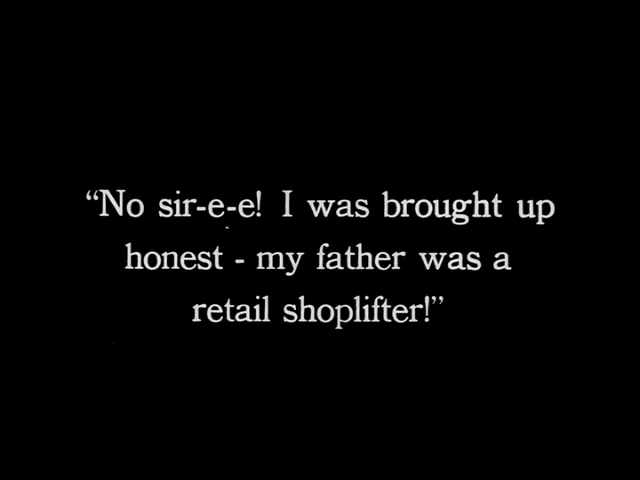 “No sir-e-e! I was brought up
honest - my father was a
retail shoplifter!”